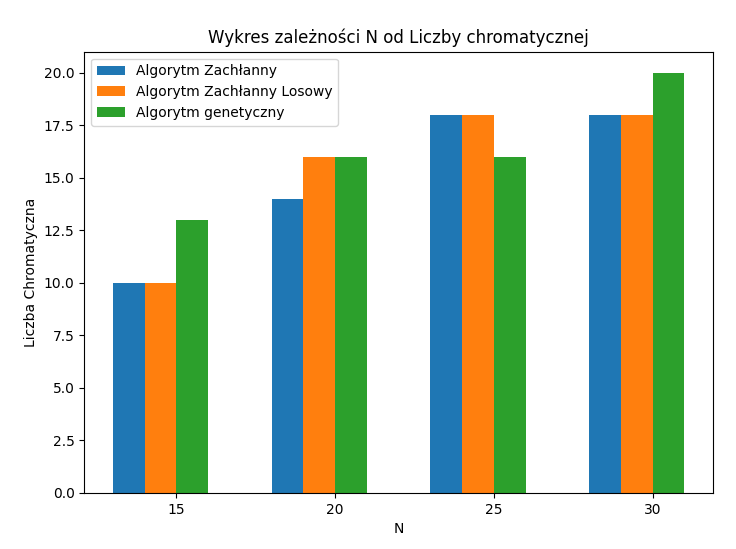 Wykres zależności N od Liczby chromatycznej
Algorytm Zachłanny
Algorytm Zachłanny Losowy
Algorytm genetyczny
20.0
17.5
15.0
12.5
10.0
7.5
5.0
2.5
0.0
Liczba Chromatyczna
15 20 25 30
N